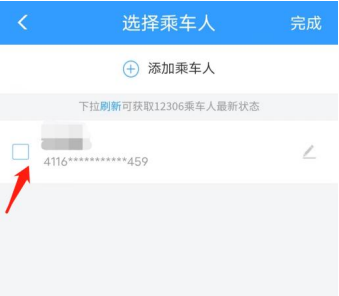 选择乘车人 完成
添加乘车人
下拉刷新可获取12306乘车人最新状态
4116***********459